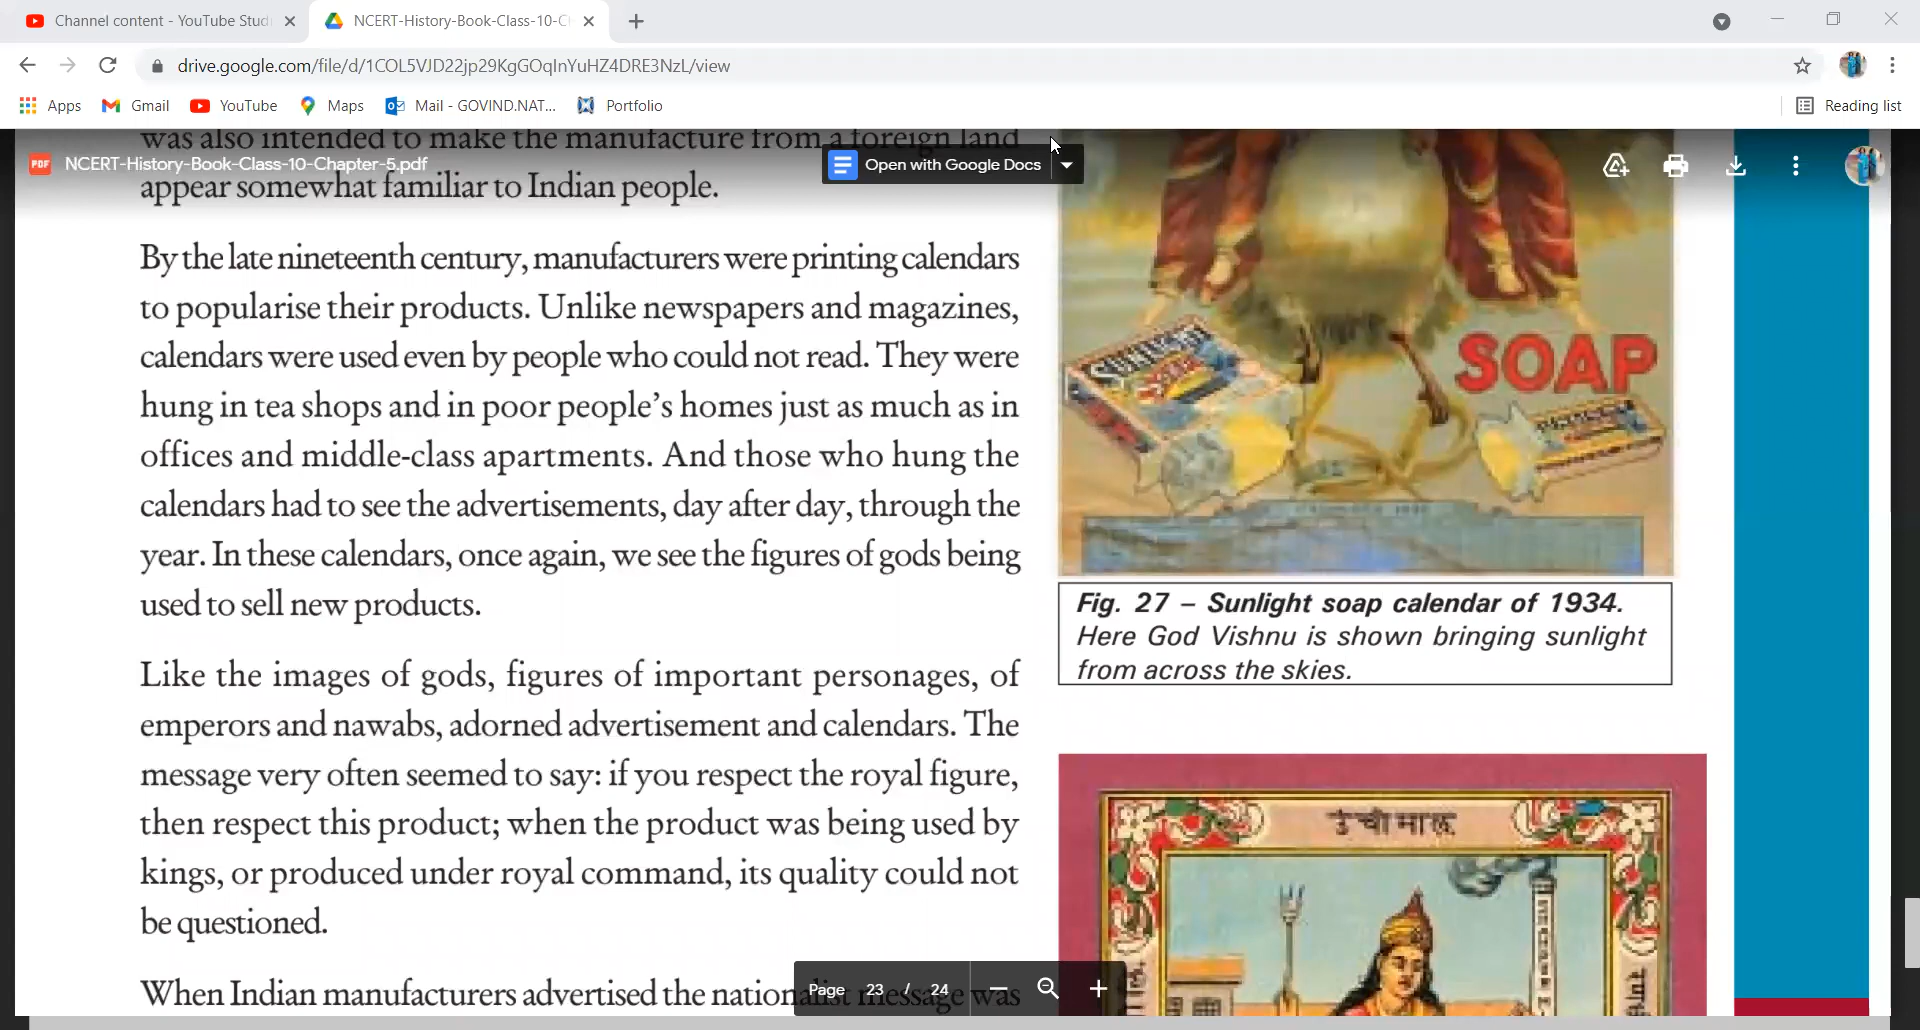 Channel content - YouTube Stud
NCERT-History-Book-Class-10-C
drive.google.com/file/d/1COL5VJD22jp29KgGOqInYuHZ4DRE3NzL/view
Apps
Gmail
YouTube
Maps
Mail - GOVIND.NAT...
Portfolio
Reading list
was also intended to make the manufacture from a foreign land
NCERT-History-Book-Class-10-Chapter-5.pdf
Open with Google Docs
appear somewhat familiar to Indian people.
By the late nineteenth century, manufacturers were printing calendars
to popularise their products. Unlike newspapers and magazines,
calendars were used even by people who could not read. They were
hung in tea shops and in poor people's homes just as much as in
offices and middle-class apartments. And those who hung the
calendars had to see the advertisements, day after day, through the
year. In these calendars, once again, we see the figures of gods being
used to sell new products.
Like the images of gods, figures of important personages, of
emperors and nawabs, adorned advertisement and calendars. The
message very often seemed to say: if you respect the royal figure,
then respect this product; when the product was being used by
kings, or produced under royal command, its quality could not
be questioned.
When Indian manufacturers advertised the nationalist message was
SOAP
SUNLIGHT
SOAP
Fig. 27 – Sunlight soap calendar of 1934.
Here God Vishnu is shown bringing sunlight
from across the skies.
उंची माल
Page 23 / 24